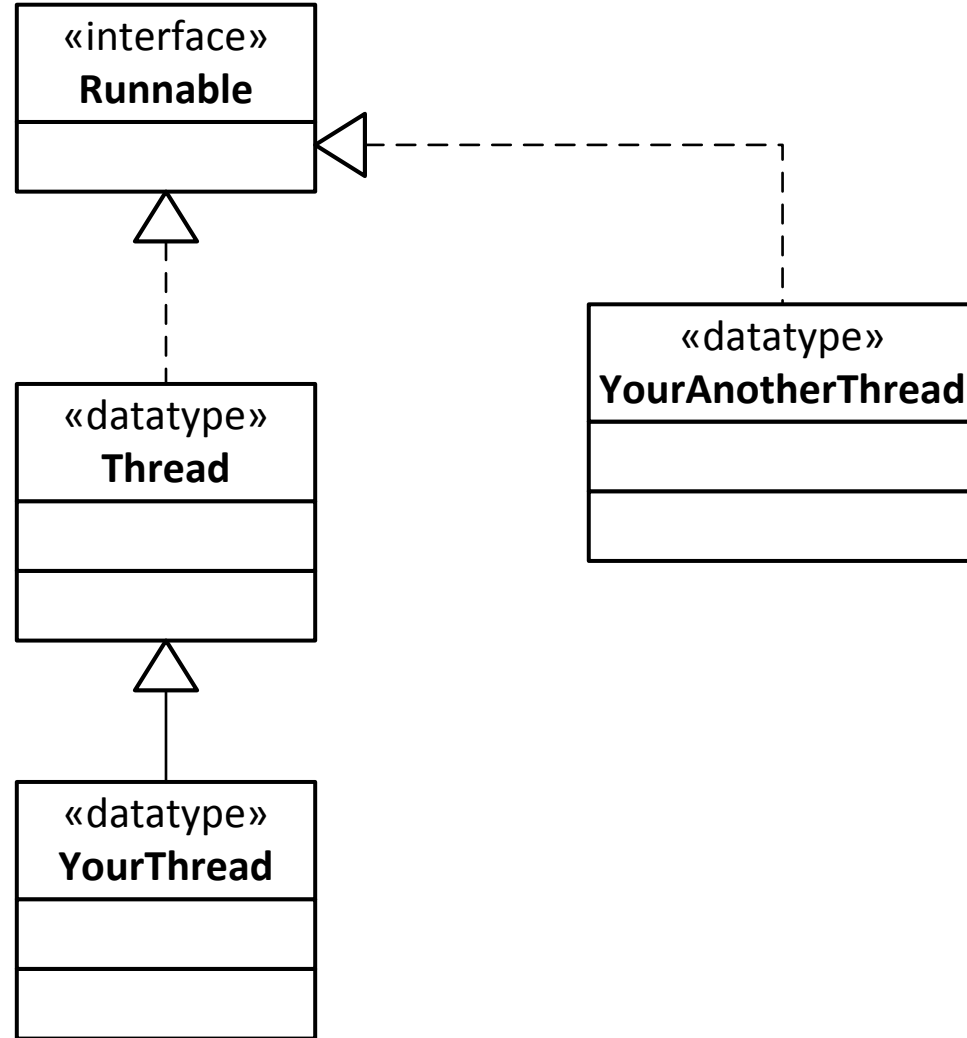 «interface»
Runnable
«datatype»
YourAnotherThread
«datatype»
Thread
«datatype»
YourThread